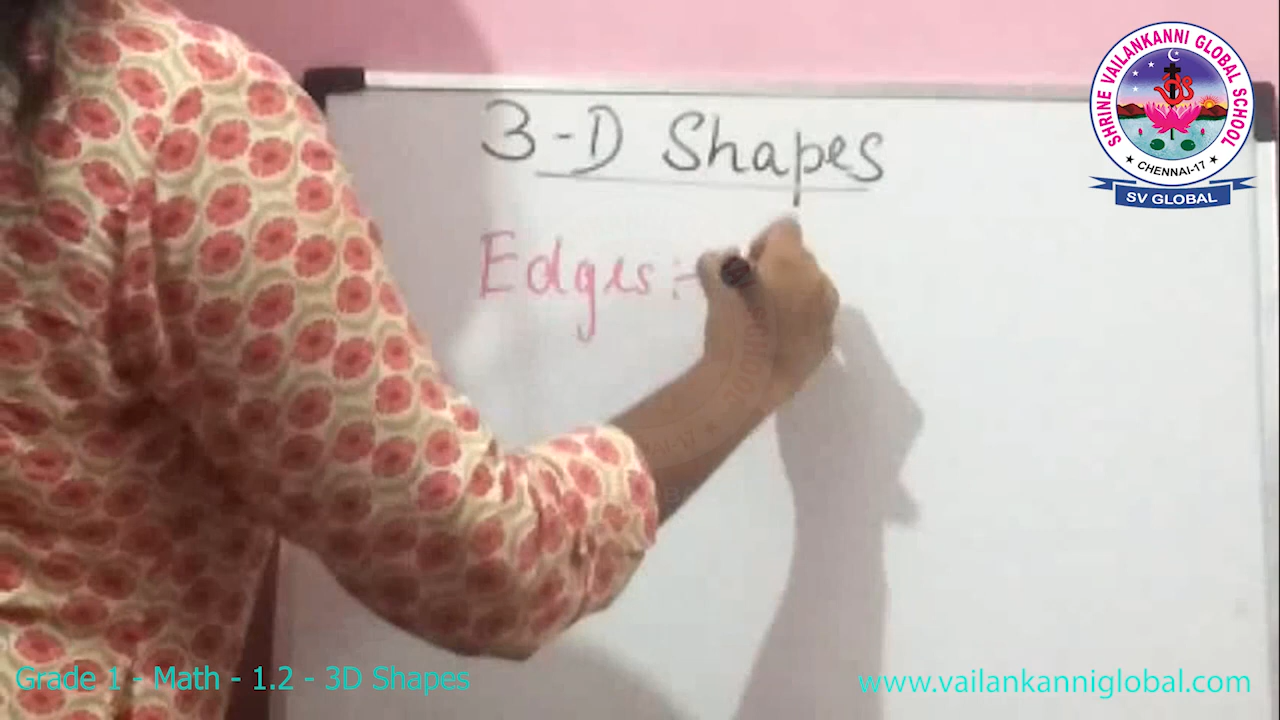 3-D Shapes
Edges :-
SHRINE VAILANKANNI GLOBAL SCHOOL
★ CHENNAI-17 ★
SV GLOBAL
Grade 1 - Math - 1.2 - 3D Shapes
www.vailankanniglobal.com